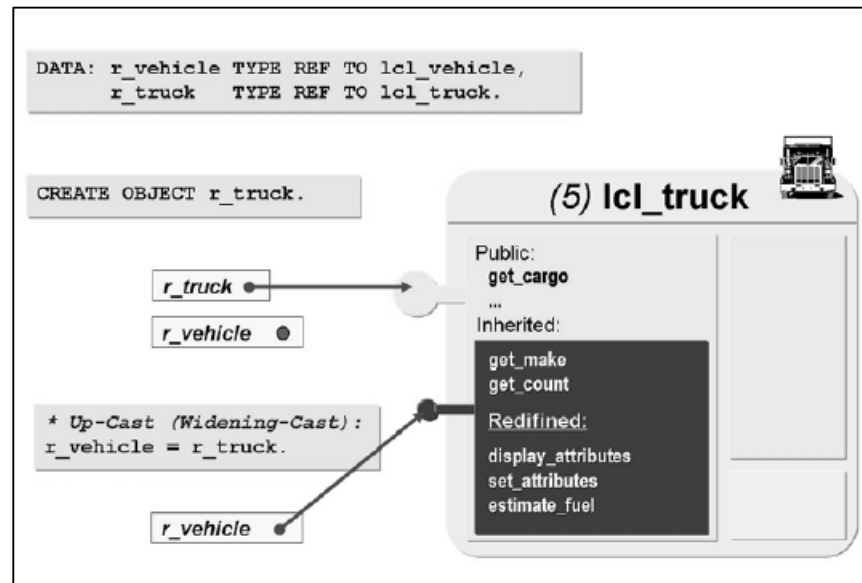 DATA: r_vehicle TYPE REF TO lcl_vehicle,
r_truck TYPE REF TO lcl_truck.
CREATE OBJECT r_truck.
r_truck
r_vehicle
* Up-Cast (Widening-Cast):
r_vehicle = r_truck.
r_vehicle
(5) lcl_truck
Public:
get_cargo
...
Inherited:
get_make
get_count
Redifined:
display_attributes
set_attributes
estimate_fuel